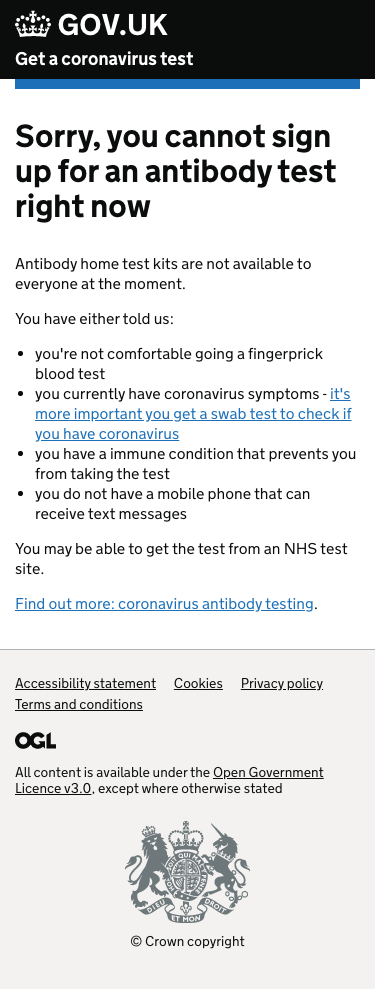 GOV.UK
Get a coronavirus test
Sorry, you cannot sign
up for an antibody test
right now
Antibody home test kits are not available to
everyone at the moment.
You have either told us:
• you're not comfortable going a fingerprick
blood test
• you currently have coronavirus symptoms - it's
more important you get a swab test to check if
you have coronavirus
• you have a immune condition that prevents you
from taking the test
• you do not have a mobile phone that can
receive text messages
You may be able to get the test from an NHS test
site.
Find out more: coronavirus antibody testing.
Accessibility statement Cookies Privacy policy
Terms and conditions
OGL
All content is available under the Open Government
Licence v3.0, except where otherwise stated
DIEU ET MON DROIT
© Crown copyright